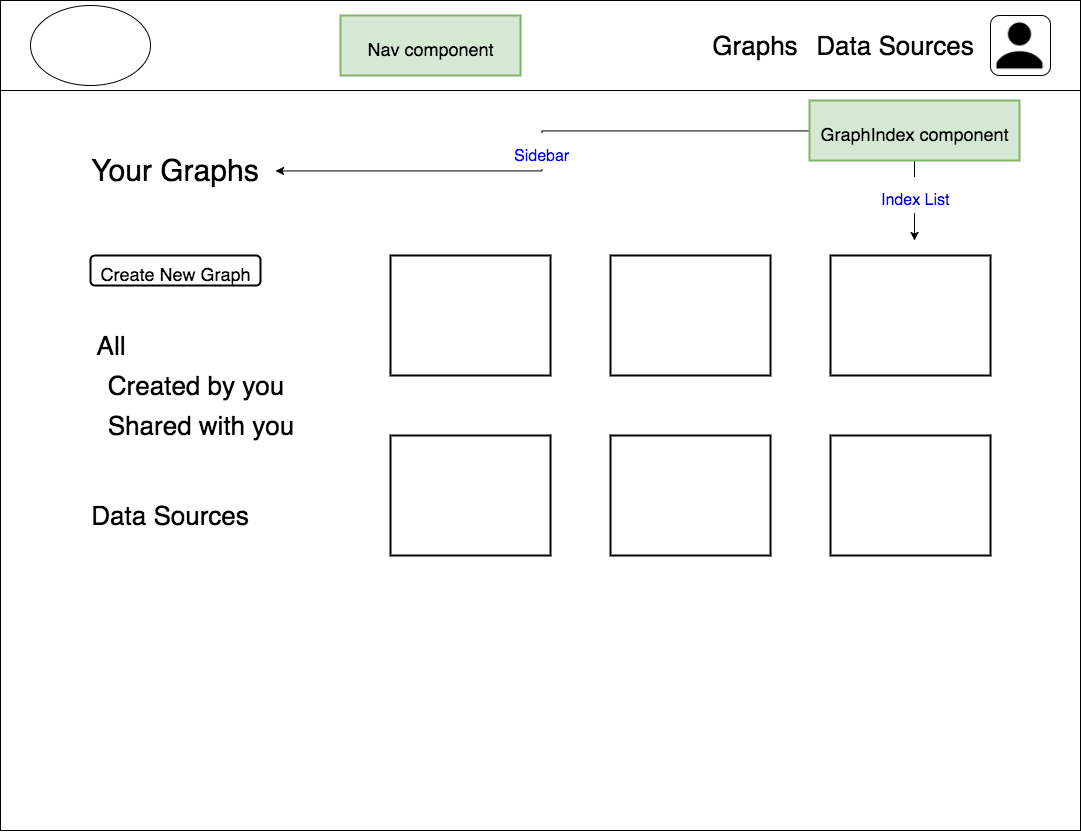 Nav component
Graphs
Data Sources
GraphIndex component
Sidebar
Your Graphs
Index List
Create New Graph
All
Created by you
Shared with you
Data Sources